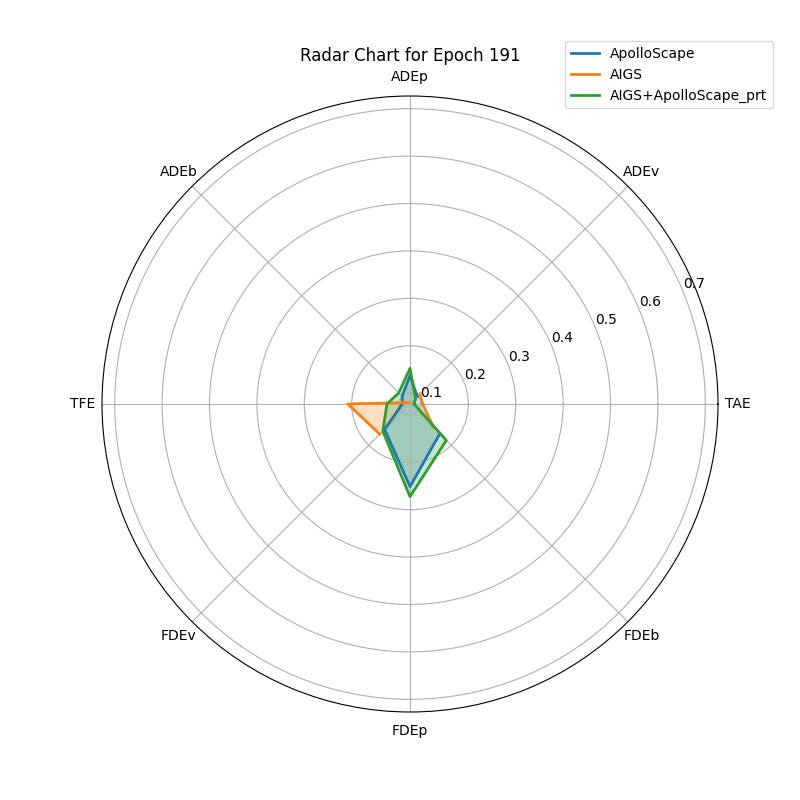 Radar Chart for Epoch 191
ApolloScape
AIGS
AIGS+ApolloScape_prt
ADEp
ADEb
ADEv
0.7
0.6
0.5
0.4
0.3
0.2
0.1
TFE
TAE
FDEv
FDEb
FDEp